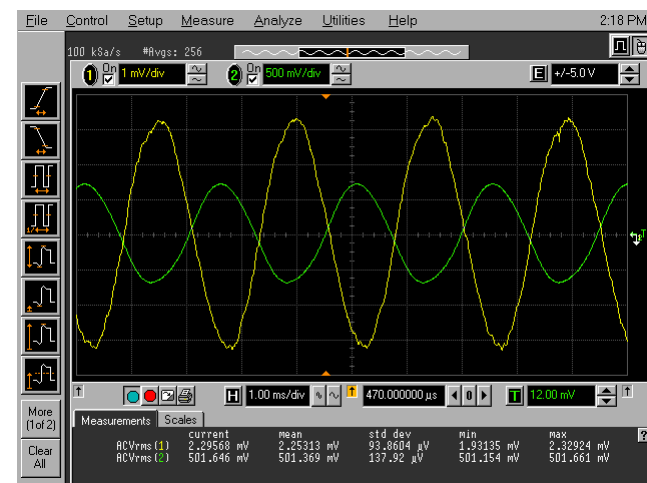 File Control Setup Measure Analyze Utilities Help 2:18 PM
100 kSa/s #Avgs: 256
1 On 1 mV/div 2 On 500 mV/div E +/-5.0 V
T
H 1.00 ms/div 470.000000 µs 0 T 12.00 mV
More
(1 of 2)
Clear
All
Measurements Scales
current mean std dev min max
ACVrms(1) 2.29568 mV 2.25313 mV 93.8604 µV 1.93135 mV 2.32924 mV
ACVrms(2) 501.646 mV 501.369 mV 137.92 µV 501.154 mV 501.661 mV
?